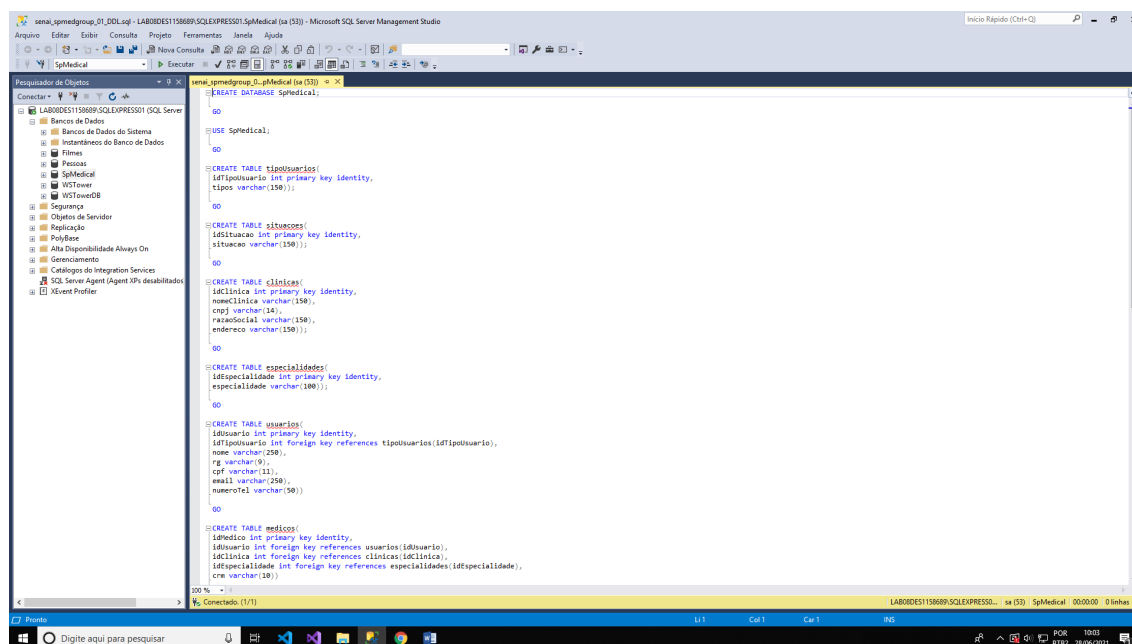 senai_spmedgroup_01_DDL.sql - LAB08DES1158689\SQLEXPRESS01.SpMedical (sa (53)) - Microsoft SQL Server Management Studio
Início Rápido (Ctrl+Q)
Arquivo Editar Exibir Consulta Projeto Ferramentas Janela Ajuda
Nova Consulta
SpMedical
Executar
Pesquisador de Objetos
senai_spmedgroup_0...pMedical (sa (53))
Conectar
LAB08DES1158689\SQLEXPRESS01 (SQL Server
Bancos de Dados
Bancos de Dados do Sistema
Instantâneos do Banco de Dados
Filmes
Pessoas
SpMedical
WSTower
WSTowerDB
Segurança
Objetos de Servidor
Replicação
PolyBase
Alta Disponibilidade Always On
Gerenciamento
Catálogos do Integration Services
SQL Server Agent (Agent XPs desabilitados
XEvent Profiler
CREATE DATABASE SpMedical;
GO
USE SpMedical;
GO
CREATE TABLE tipoUsuarios(
idTipoUsuario int primary key identity,
tipos varchar(150));
GO
CREATE TABLE situacoes(
idSituacao int primary key identity,
situacao varchar(150));
GO
CREATE TABLE clinicas(
idClinica int primary key identity,
nomeClinica varchar(150),
cnpj varchar(14),
razaoSocial varchar(150),
endereco varchar(150));
GO
CREATE TABLE especialidades(
idEspecialidade int primary key identity,
especialidade varchar(100));
GO
CREATE TABLE usuarios(
idUsuario int primary key identity,
idTipoUsuario int foreign key references tipoUsuarios(idTipoUsuario),
nome varchar(250),
rg varchar(9),
cpf varchar(11),
email varchar(250),
numeroTel varchar(50))
GO
CREATE TABLE medicos(
idMedico int primary key identity,
idUsuario int foreign key references usuarios(idUsuario),
idClinica int foreign key references clinicas(idClinica),
idEspecialidade int foreign key references especialidades(idEspecialidade),
crm varchar(10))
100 %
Conectado. (1/1)
LAB08DES1158689\SQLEXPRESS0... sa (53) SpMedical 00:00:00 0 linhas
Pronto
Li 1 Col 1 Car 1 INS
Digite aqui para pesquisar
POR 10:03
PTB2 28/06/2021